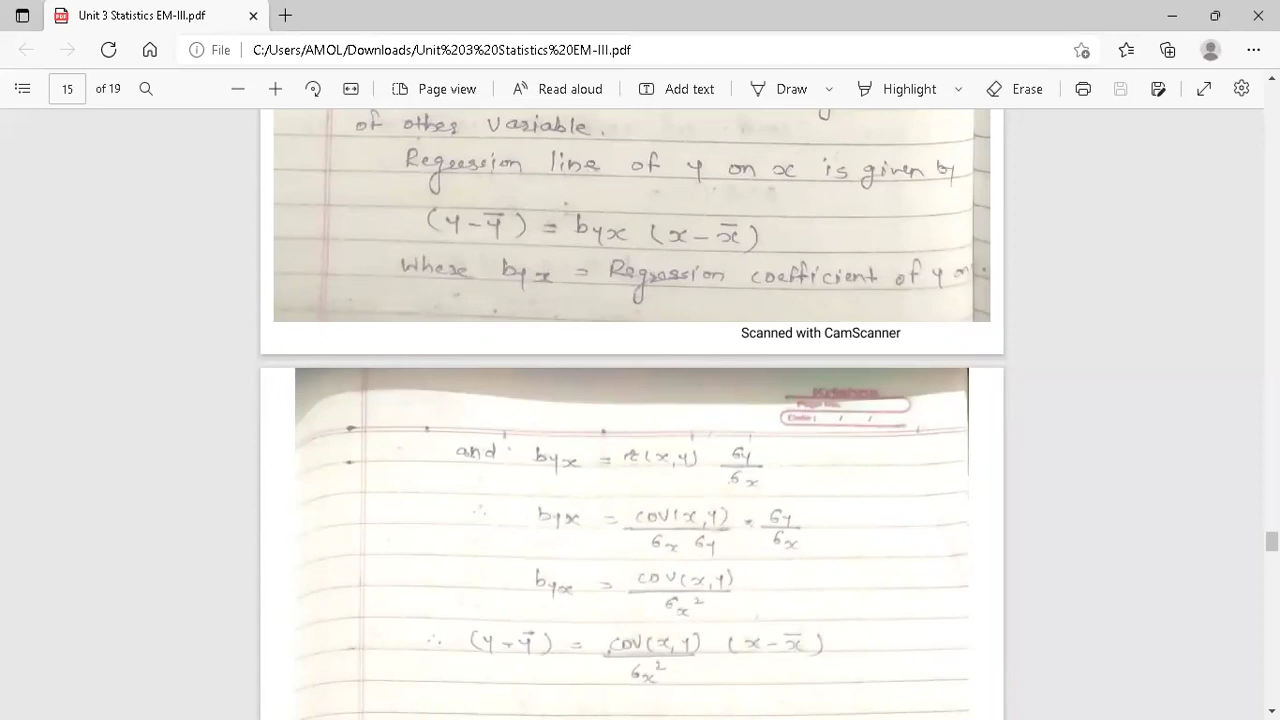 Unit 3 Statistics EM-III.pdf
File C:/Users/AMOL/Downloads/Unit%203%20Statistics%20EM-III.pdf
15 of 19 Page view Read aloud Add text Draw Highlight Erase
of other variable.
Regression line of y on x is given by
(y-ȳ) = byx (x-x̄)
where byx = Regression coefficient of y on
Scanned with CamScanner
Page No.
Date: / /
and byx = r(x,y) σy/σx
∴ byx = cov(x,y)/σx σy * σy/σx
byx = cov(x,y)/σx²
∴ (y-ȳ) = cov(x,y)/σx² (x-x̄)